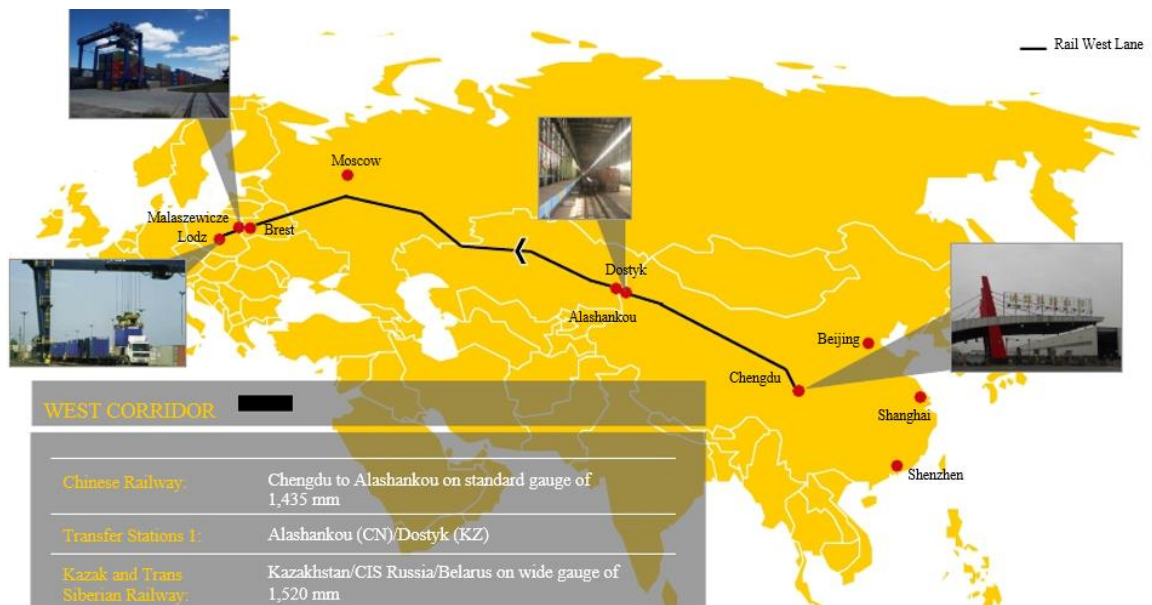 Rail West Lane
Moscow
Malaszewicze
Lodz
Brest
Dostyk
Alashankou
Beijing
Chengdu
Shanghai
Shenzhen
WEST CORRIDOR
Chinese Railway:
Chengdu to Alashankou on standard gauge of
1,435 mm
Transfer Stations 1:
Alashankou (CN)/Dostyk (KZ)
Kazak and Trans
Siberian Railway:
Kazakhstan/CIS Russia/Belarus on wide gauge of
1,520 mm